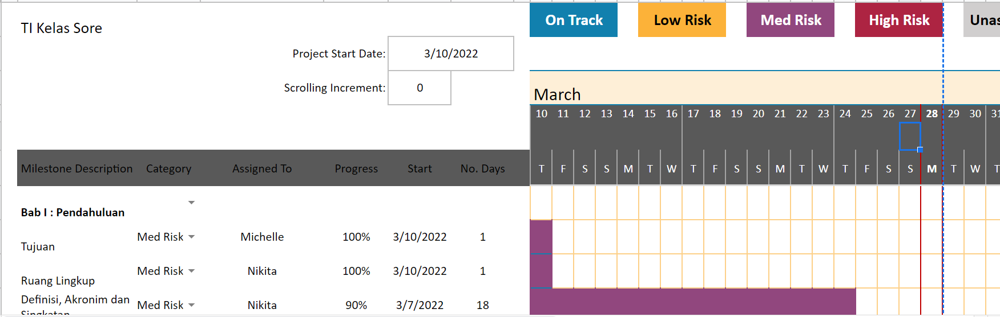 On Track Low Risk Med Risk High Risk
TI Kelas Sore
Project Start Date: 3/10/2022
Scrolling Increment: 0
March
10 11 12 13 14 15 16 17 18 19 20 21 22 23 24 25 26 27 28 29 30 31
Milestone Description Category Assigned To Progress Start No. Days T F S S M T W T F S S M T W T F S S M T W T
Bab I : Pendahuluan
Med Risk Michelle 100% 3/10/2022 1
Tujuan
Med Risk Nikita 100% 3/10/2022 1
Ruang Lingkup
Definisi, Akronim dan
Med Risk Nikita 90% 3/7/2022 18
Singkatan